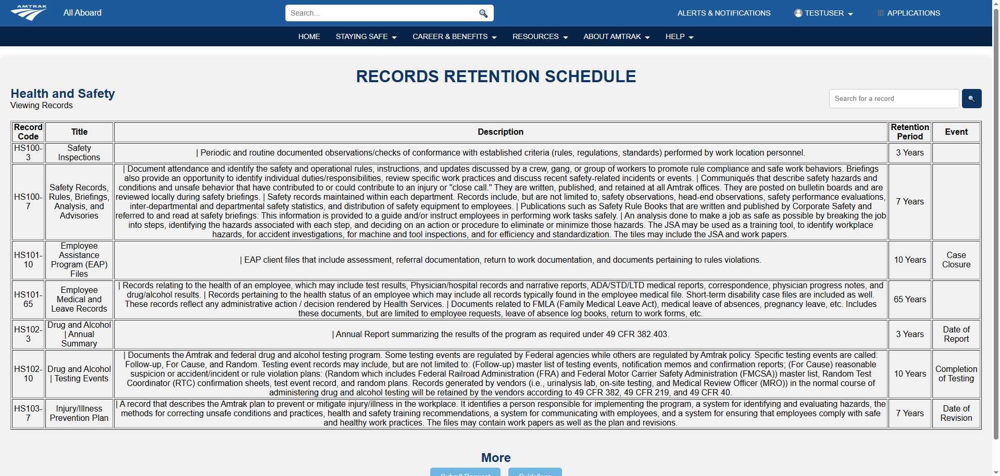 AMTRAK
All Aboard
Search...
ALERTS & NOTIFICATIONS
TESTUSER
APPLICATIONS
HOME
STAYING SAFE
CAREER & BENEFITS
RESOURCES
ABOUT AMTRAK
HELP
RECORDS RETENTION SCHEDULE
Health and Safety
Viewing Records
Search for a record
Record
Code
Title
Description
Retention
Period
Event
HS100-
3
Safety
Inspections
| Periodic and routine documented observations/checks of conformance with established criteria (rules, regulations, standards) performed by work location personnel.
3 Years
HS100-
7
Safety Records,
Rules, Briefings,
Analysis, and
Advisories
| Document attendance and identify the safety and operational rules, instructions, and updates discussed by a crew, gang, or group of workers to promote rule compliance and safe work behaviors. Briefings
also provide an opportunity to identify individual duties/responsibilities, review specific work practices and discuss recent safety-related incidents or events. | Communiqués that describe safety hazards and
conditions and unsafe behavior that have contributed to or could contribute to an injury or "close call." They are written, published, and retained at all Amtrak offices. They are posted on bulletin boards and are
reviewed locally during safety briefings. | Safety records maintained within each department. Records include, but are not limited to, safety observations, head-end observations, safety performance evaluations,
inter-departmental and departmental safety statistics, and distribution of safety equipment to employees. | Publications such as Safety Rule Books that are written and published by Corporate Safety and
referred to and read at safety briefings: This information is provided to a guide and/or instruct employees in performing work tasks safely. | An analysis done to make a job as safe as possible by breaking the job
into steps, identifying the hazards associated with each step, and deciding on an action or procedure to eliminate or minimize those hazards. The JSA may be used as a training tool, to identify workplace
hazards, for accident investigations, for machine and tool inspections, and for efficiency and standardization. The tiles may include the JSA and work papers.
7 Years
HS101-
10
Employee
Assistance
Program (EAP)
Files
| EAP client files that include assessment, referral documentation, return to work documentation, and documents pertaining to rules violations.
10 Years
Case
Closure
HS101-
65
Employee
Medical and
Leave Records
| Records relating to the health of an employee, which may include test results, Physician/hospital records and narrative reports, ADA/STD/LTD medical reports, correspondence, physician progress notes, and
drug/alcohol results. | Records pertaining to the health status of an employee which may include all records typically found in the employee medical file. Short-term disability case files are included as well.
These records reflect any administrative action / decision rendered by Health Services. | Documents related to FMLA (Family Medical Leave Act), medical leave of absences, pregnancy leave, etc. Includes
these documents, but are limited to employee requests, leave of absence log books, return to work forms, etc.
65 Years
HS102-
3
Drug and Alcohol
| Annual
Summary
| Annual Report summarizing the results of the program as required under 49 CFR 382.403.
3 Years
Date of
Report
HS102-
10
Drug and Alcohol
| Testing Events
| Documents the Amtrak and federal drug and alcohol testing program. Some testing events are regulated by Federal agencies while others are regulated by Amtrak policy. Specific testing events are called:
Follow-up, For Cause, and Random. Testing event records may include, but are not limited to: (Follow-up) master list of testing events, notification memos and confirmation reports; (For Cause) reasonable
suspicion or accident/incident or rule violation plans: (Random which includes Federal Railroad Administration (FRA) and Federal Motor Carrier Safety Administration (FMCSA)) master list, Random Test
Coordinator (RTC) confirmation sheets, test event record, and random plans. Records generated by vendors (i.e., urinalysis lab, on-site testing, and Medical Review Officer (MRO)) in the normal course of
administering drug and alcohol testing will be retained by the vendors according to 49 CFR 382, 49 CFR 219, and 49 CFR 40.
10 Years
Completion
of Testing
HS103-
7
Injury/Illness
Prevention Plan
| A record that describes the Amtrak plan to prevent or mitigate injury/illness in the workplace. It identifies a person responsible for implementing the program, a system for identifying and evaluating hazards, the
methods for correcting unsafe conditions and practices, health and safety training recommendations, a system for communicating with employees, and a system for ensuring that employees comply with safe
and healthy work practices. The files may contain work papers as well as the plan and revisions.
7 Years
Date of
Revision
More
Submit Request
Guidelines